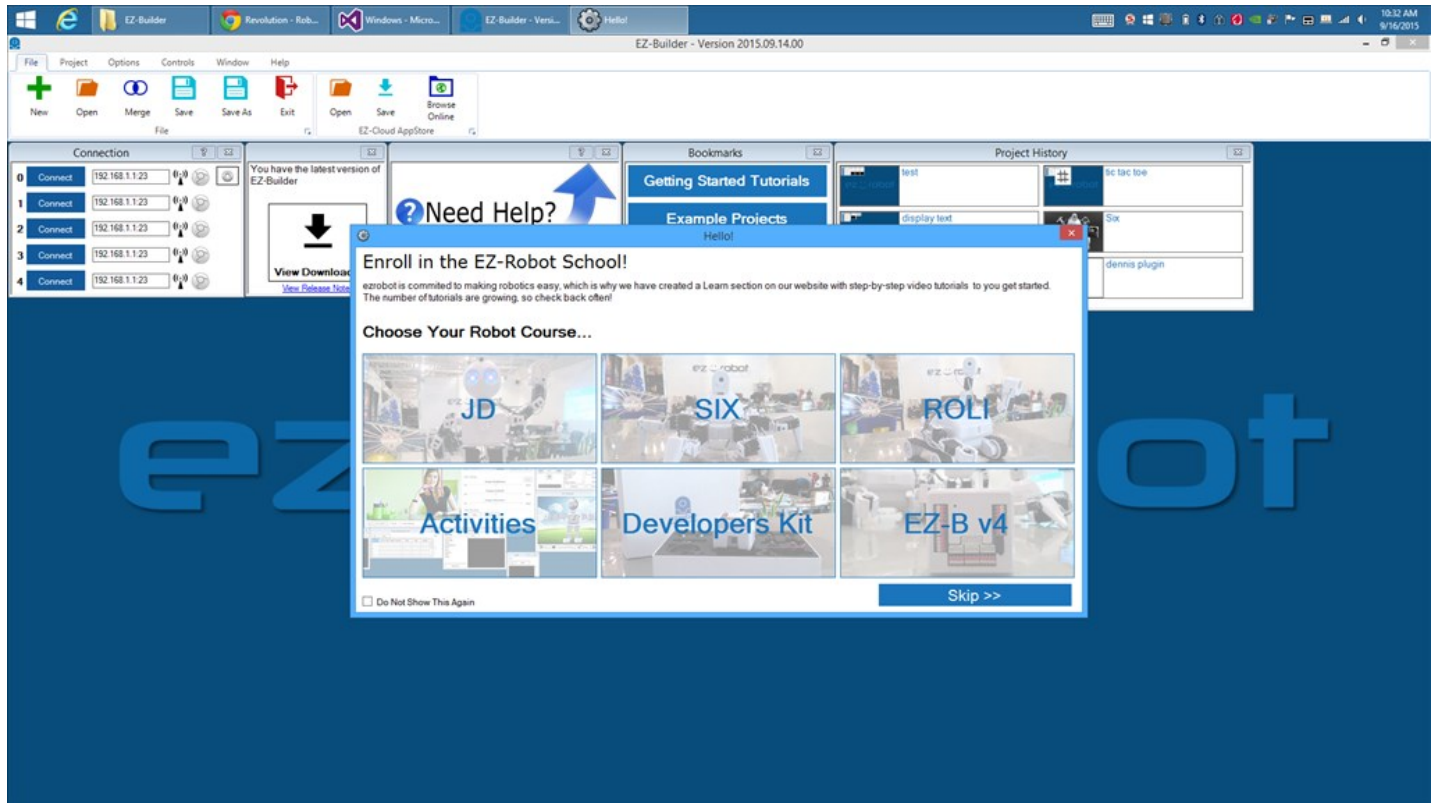 EZ-Builder
Revolution - Rob...
Windows - Micro...
EZ-Builder - Versi...
Hello!
10:32 AM
9/16/2015
EZ-Builder - Version 2015.09.14.00
File Project Options Controls Window Help
New Open Merge Save Save As Exit
File
Open Save Browse Online
EZ-Cloud AppStore
Connection
0 Connect 192.168.1.1:23
1 Connect 192.168.1.1:23
2 Connect 192.168.1.1:23
3 Connect 192.168.1.1:23
4 Connect 192.168.1.1:23
You have the latest version of
EZ-Builder
View Download
View Release Note
Need Help?
Bookmarks
Getting Started Tutorials
Example Projects
Project History
test
tic tac toe
display text
Six
dennis plugin
Hello!
Enroll in the EZ-Robot School!
ezrobot is commited to making robotics easy, which is why we have created a Learn section on our website with step-by-step video tutorials to you get started.
The number of tutorials are growing, so check back often!
Choose Your Robot Course...
JD
SIX
ROLI
Activities
Developers Kit
EZ-B v4
Do Not Show This Again
Skip >>
ez
ot